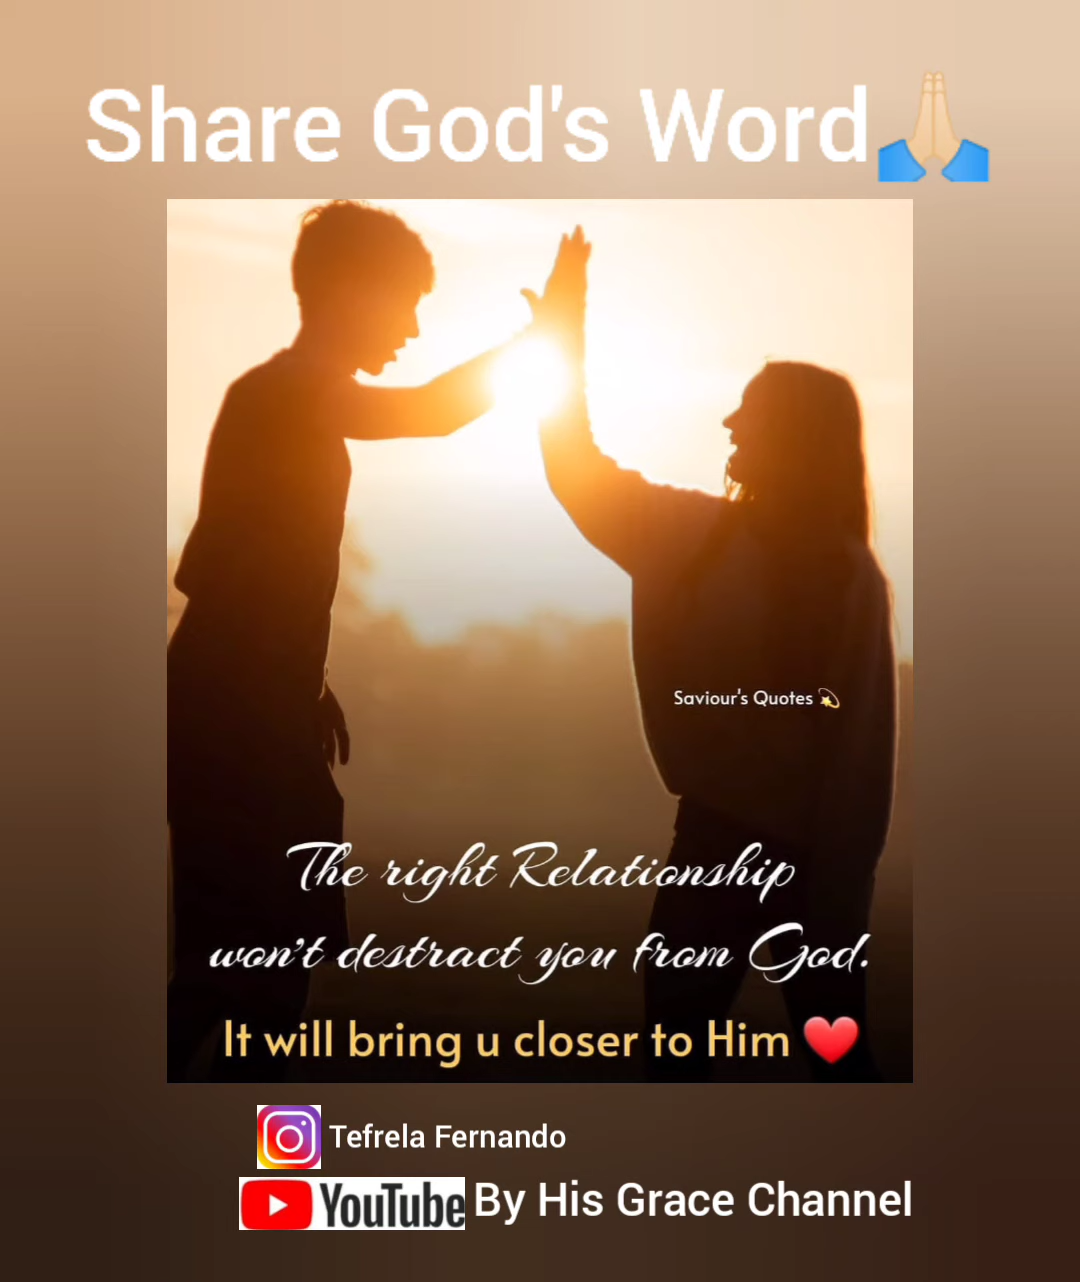 Share God's Word🙏🏼
Saviour's Quotes 💫
The right Relationship
won't destract you from God.
It will bring u closer to Him ❤️
Tefrela Fernando
YouTube By His Grace Channel